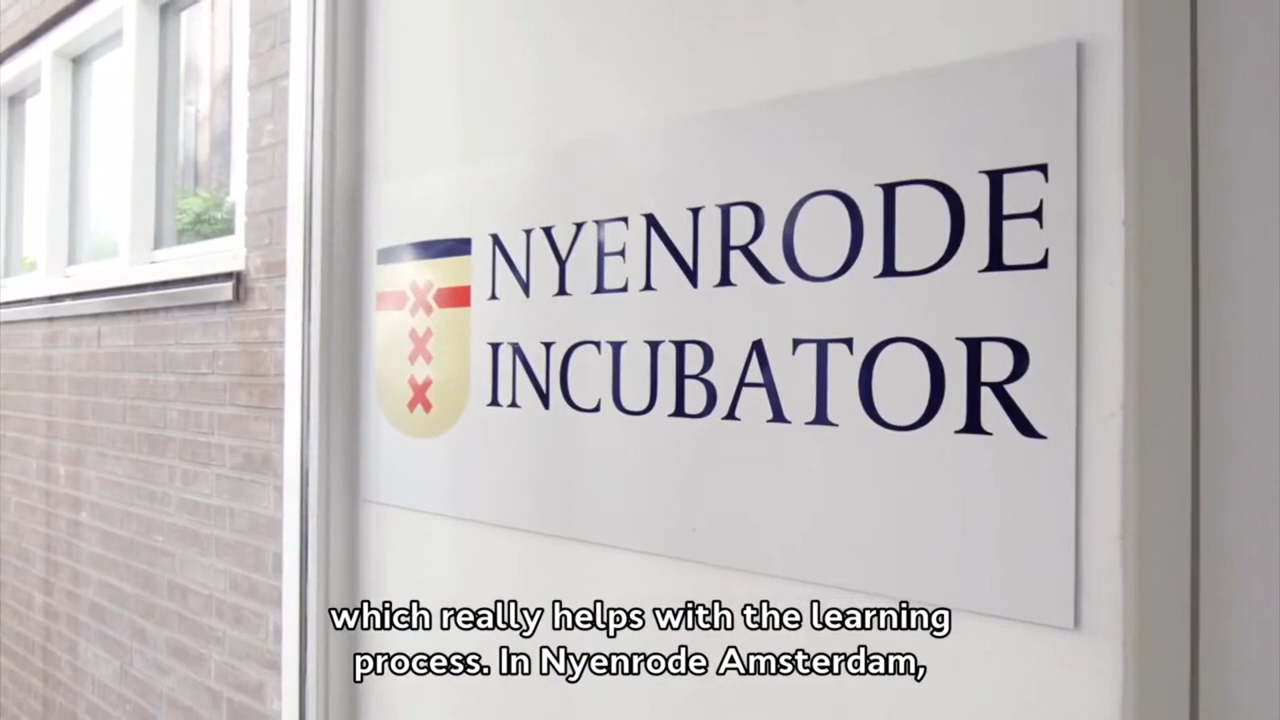 NYENRODE
INCUBATOR
which really helps with the learning
process. In Nyenrode Amsterdam,